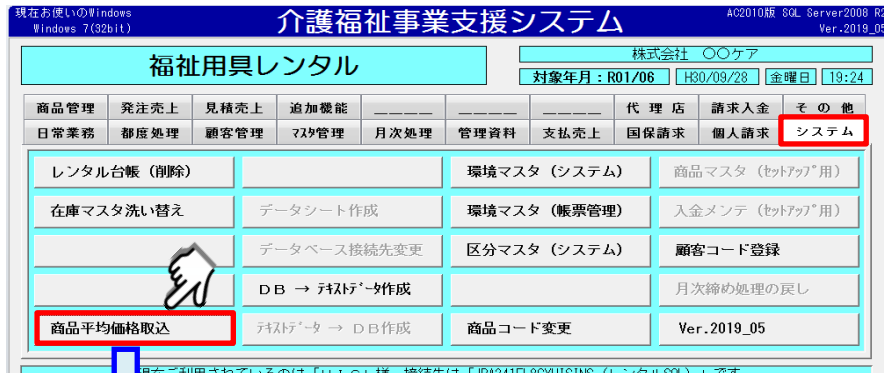 現在お使いのWindows
Windows 7(32bit)
介護福祉事業支援システム
AC2010版 SQL Server2008 R2
Ver.2019_05
福祉用具レンタル
株式会社 〇〇ケア
対象年月：R01/06 H30/09/28 金曜日 19:24
商品管理 発注売上 見積売上 追加機能 ____ ____ ____ 代理店 請求入金 その他
日常業務 都度処理 顧客管理 ﾏｽﾀ管理 月次処理 管理資料 支払売上 国保請求 個人請求 システム
レンタル台帳（削除） 環境マスタ（システム） 商品マスタ（ｾｯﾄｱｯﾌﾟ用）
在庫マスタ洗い替え データシート作成 環境マスタ（帳票管理） 入金メンテ（ｾｯﾄｱｯﾌﾟ用）
データベース接続先変更 区分マスタ（システム） 顧客コード登録
ＤＢ → ﾃｷｽﾄﾃﾞｰﾀ作成 月次締め処理の戻し
商品平均価格取込 ﾃｷｽﾄﾃﾞｰﾀ → ＤＢ作成 商品コード変更 Ver.2019_05